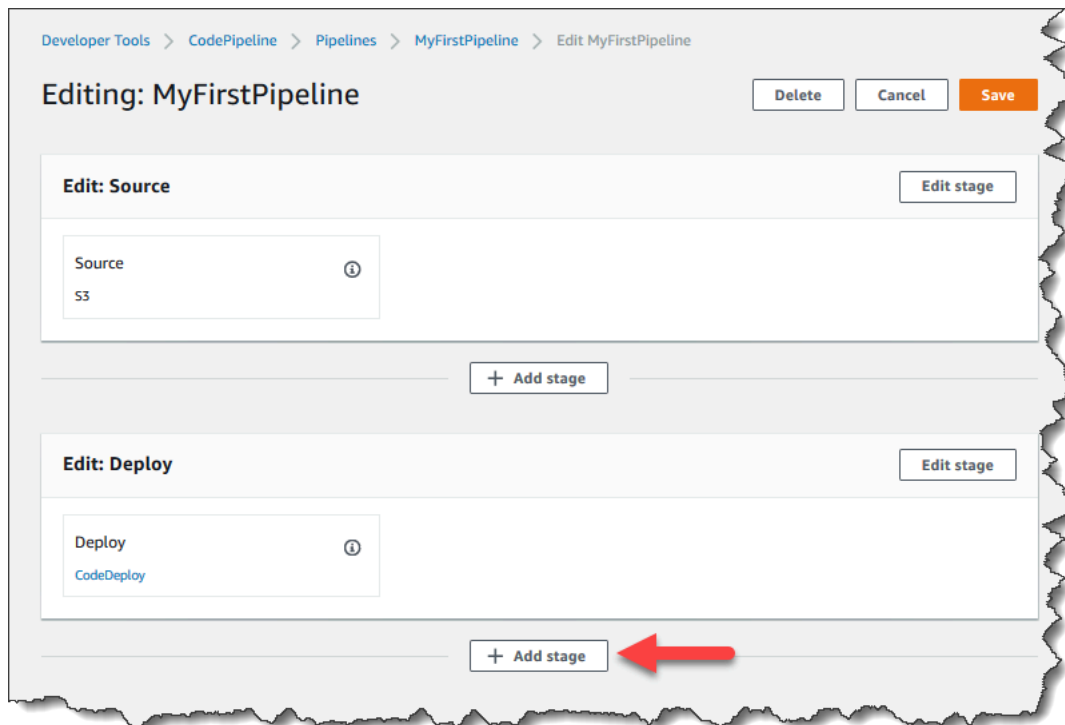 Developer Tools > CodePipeline > Pipelines > MyFirstPipeline > Edit MyFirstPipeline
Editing: MyFirstPipeline
Delete Cancel Save
Edit: Source
Edit stage
Source
S3
+ Add stage
Edit: Deploy
Edit stage
Deploy
CodeDeploy
+ Add stage